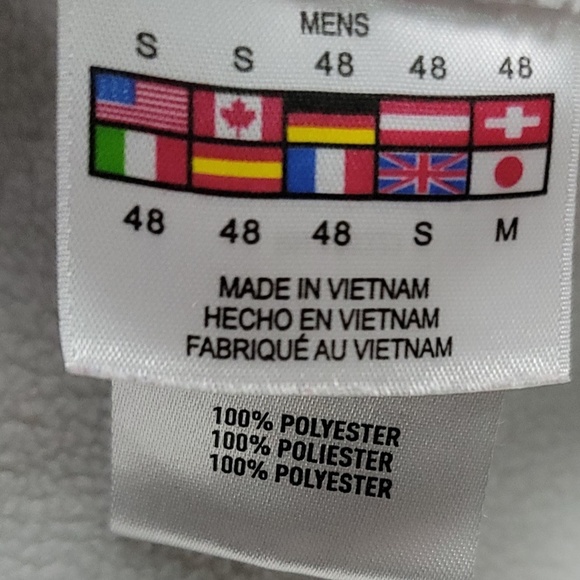 MENS
S S 48 48 48
48 48 48 S M
MADE IN VIETNAM
HECHO EN VIETNAM
FABRIQUÉ AU VIETNAM
100% POLYESTER
100% POLIESTER
100% POLYESTER